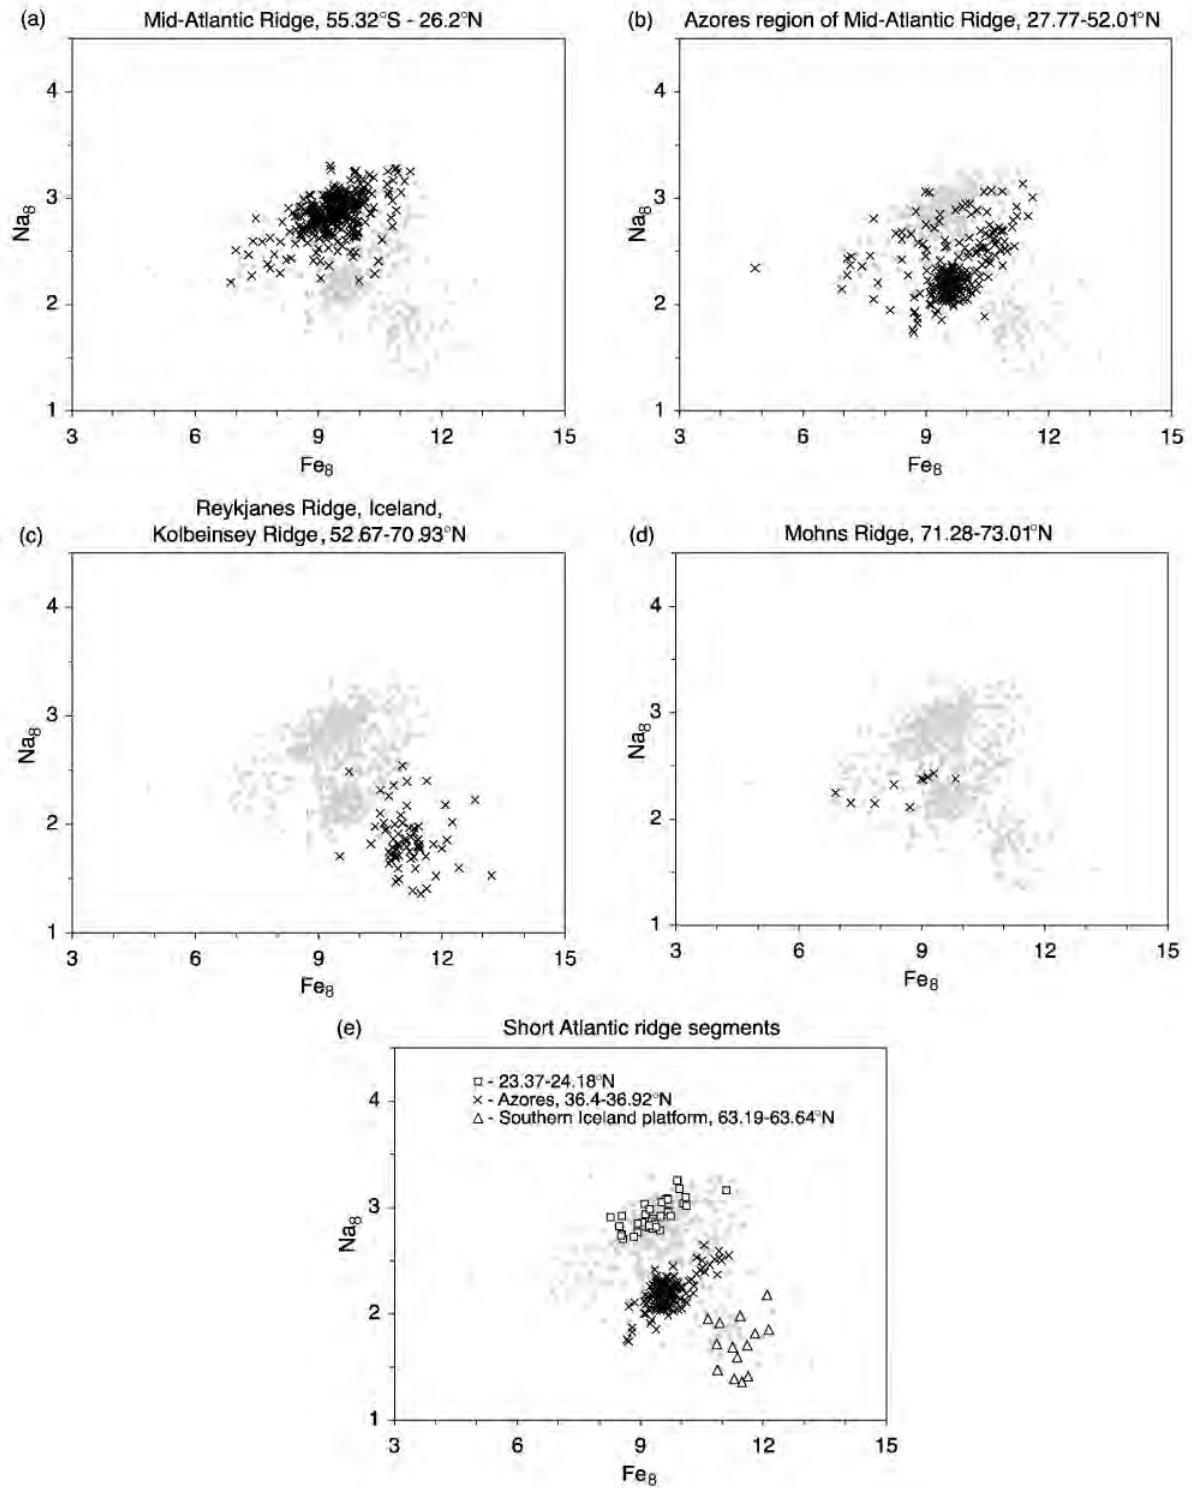 (a) Mid-Atlantic Ridge, 55.32°S - 26.2°N
4
3
2
1
Na₈
3 6 9 12 15
Fe₈
(b) Azores region of Mid-Atlantic Ridge, 27.77-52.01°N
4
3
2
1
Na₈
3 6 9 12 15
Fe₈
(c) Reykjanes Ridge, Iceland,
Kolbeinsey Ridge, 52.67-70.93°N
4
3
2
1
Na₈
3 6 9 12 15
Fe₈
(d) Mohns Ridge, 71.28-73.01°N
4
3
2
1
Na₈
3 6 9 12 15
Fe₈
(e) Short Atlantic ridge segments
□ - 23.37-24.18°N
× - Azores, 36.4-36.92°N
△ - Southern Iceland platform, 63.19-63.64°N
4
3
2
1
Na₈
3 6 9 12 15
Fe₈